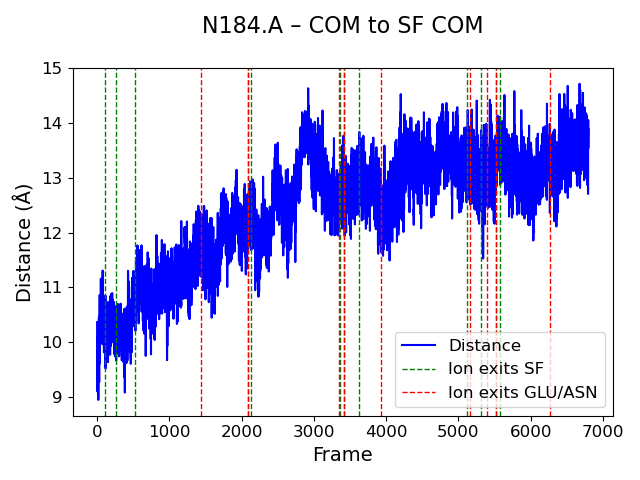 N184.A – COM to SF COM
15
14
13
12
11
10
9
Distance (Å)
Distance
Ion exits SF
Ion exits GLU/ASN
0 1000 2000 3000 4000 5000 6000 7000
Frame